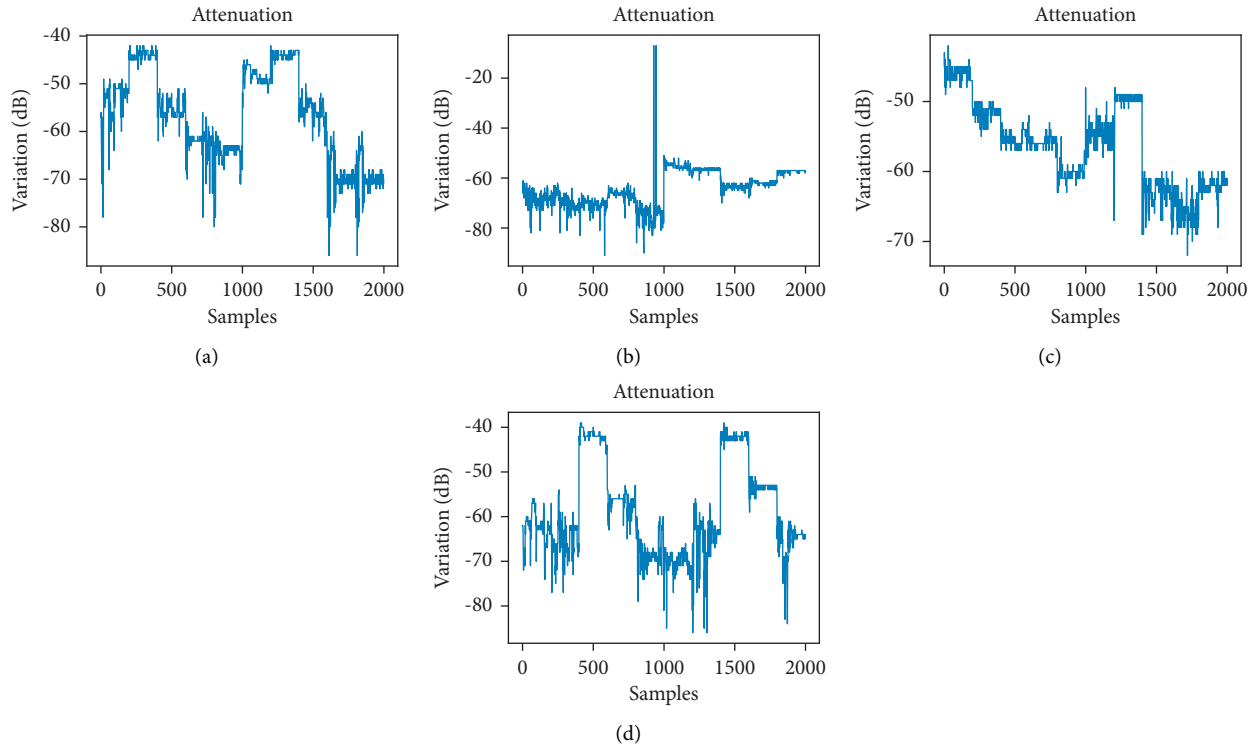 Attenuation
Variation (dB)
-40
-50
-60
-70
-80
0 500 1000 1500 2000
Samples
(a)
Attenuation
Variation (dB)
-20
-40
-60
-80
0 500 1000 1500 2000
Samples
(b)
Attenuation
Variation (dB)
-50
-60
-70
0 500 1000 1500 2000
Samples
(c)
Attenuation
Variation (dB)
-40
-50
-60
-70
-80
0 500 1000 1500 2000
Samples
(d)